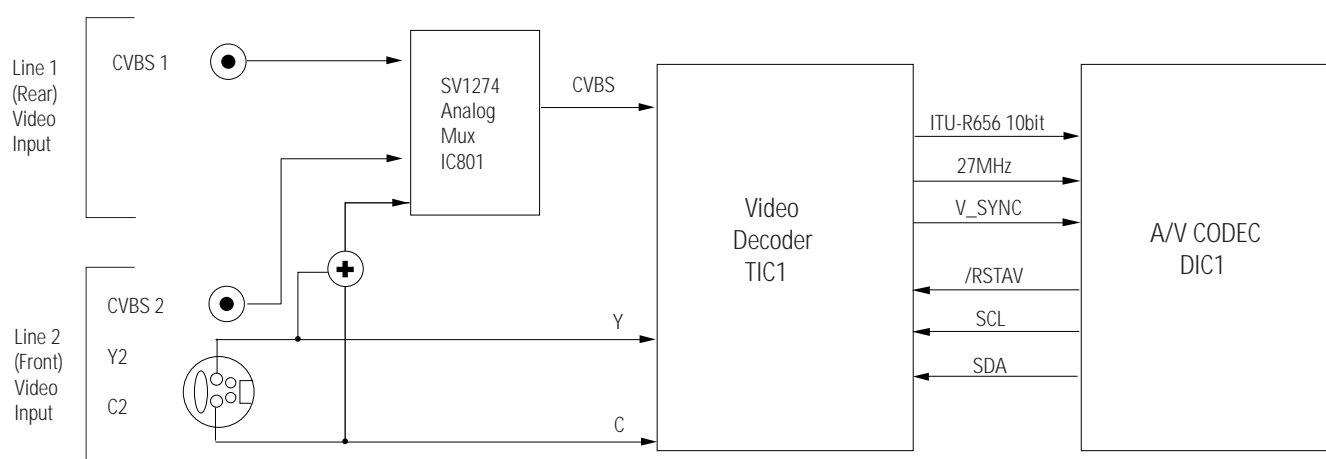 Line 1
(Rear)
Video
Input
CVBS 1
SV1274
Analog
Mux
IC801
CVBS
Line 2
(Front)
Video
Input
CVBS 2
Y2
C2
Y
C
Video
Decoder
TIC1
ITU-R656 10bit
27MHz
V_SYNC
/RSTAV
SCL
SDA
A/V CODEC
DIC1